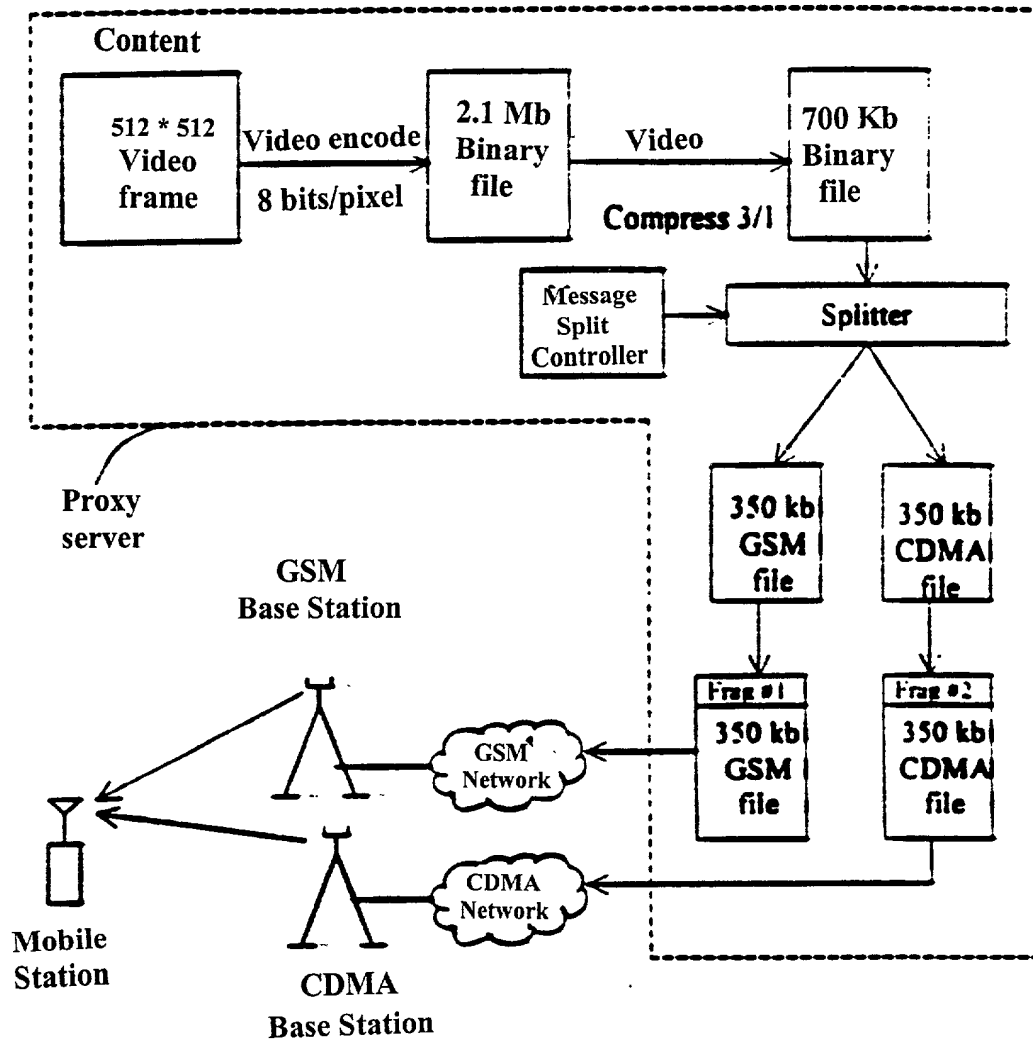 Content
512 * 512
Video
frame
Video encode
8 bits/pixel
2.1 Mb
Binary
file
Video
Compress 3/1
700 Kb
Binary
file
Message
Split
Controller
Splitter
Proxy
server
350 kb
GSM
file
350 kb
CDMA
file
Frag #1
350 kb
GSM
file
Frag #2
350 kb
CDMA
file
GSM
Base Station
GSM
Network
CDMA
Network
Mobile
Station
CDMA
Base Station